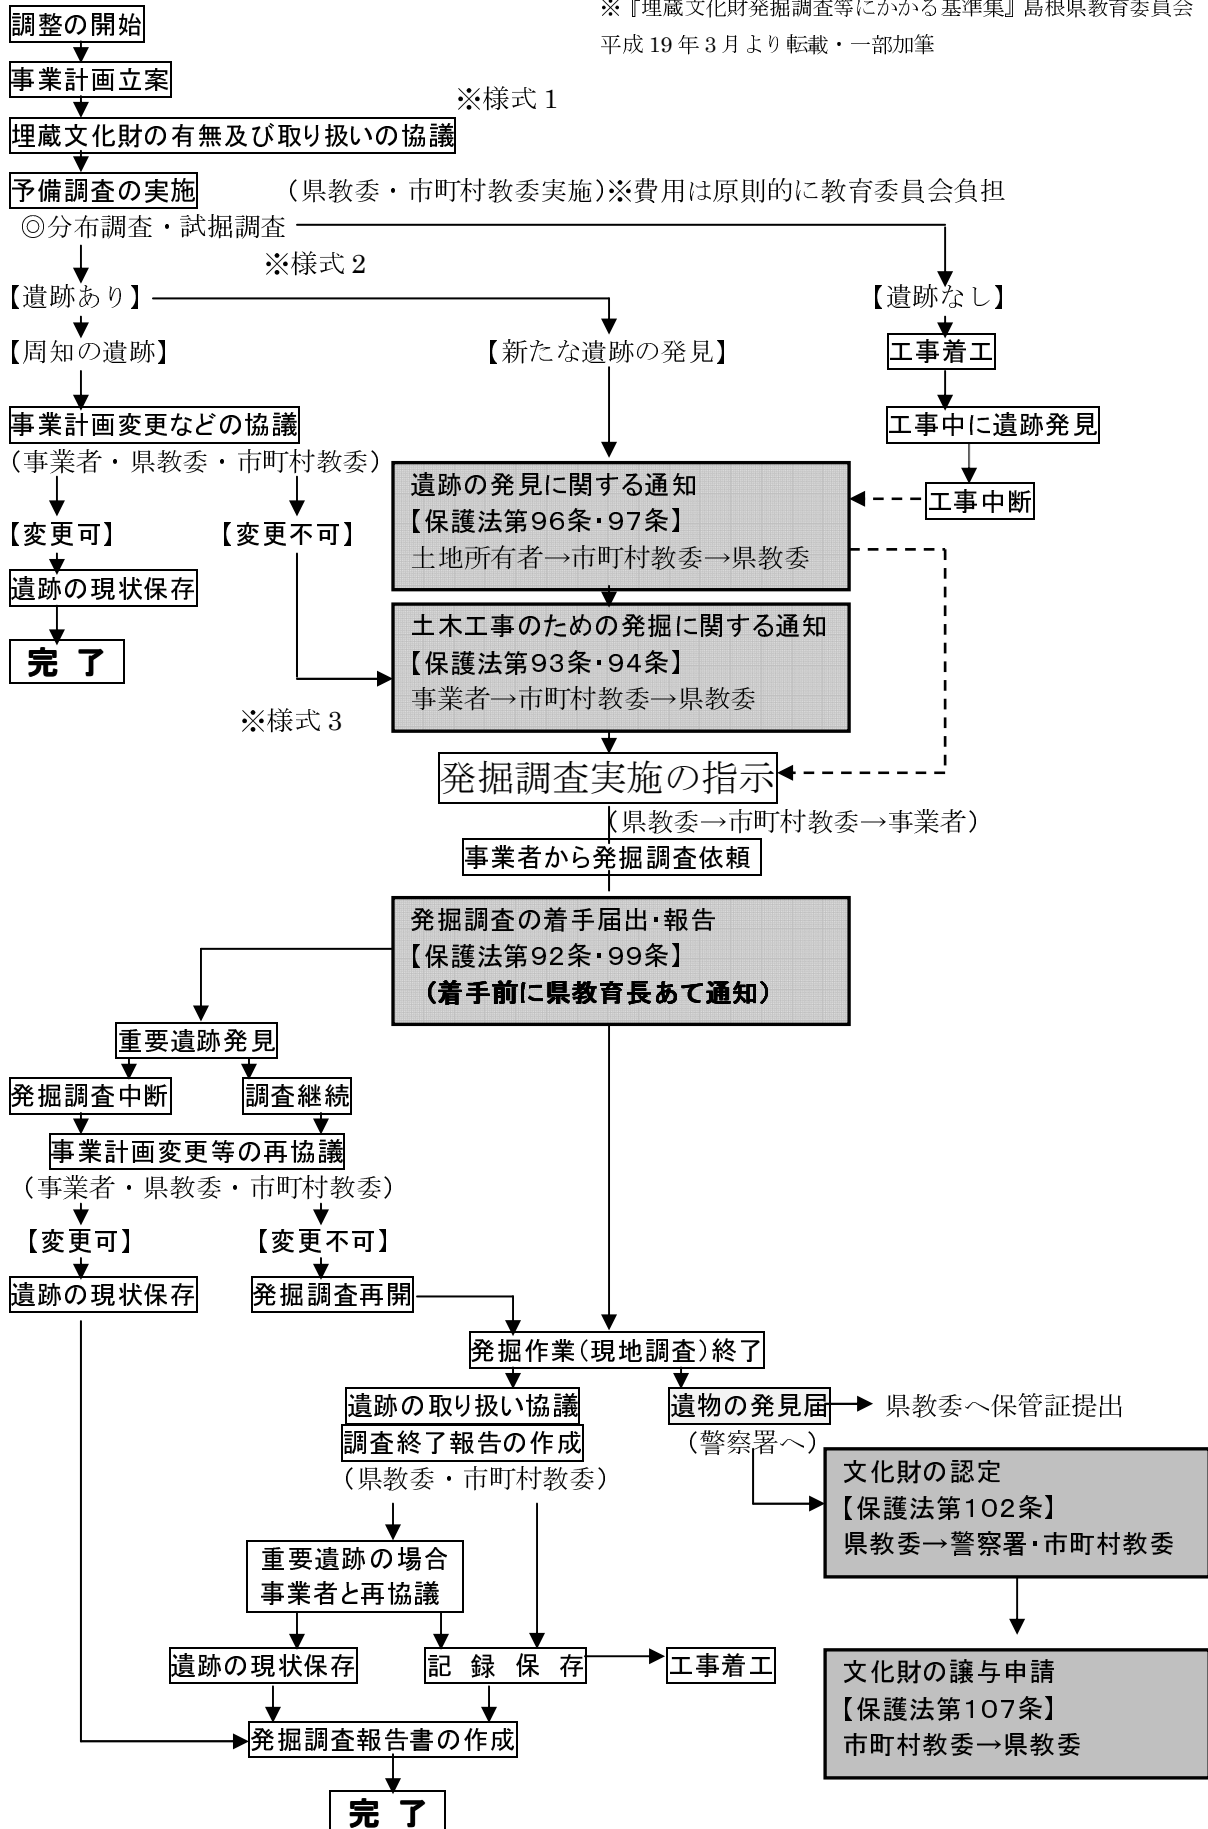 ※『埋蔵文化財発掘調査等にかかる基準集』島根県教育委員会
平成19年3月より転載・一部加筆
調整の開始
事業計画立案
※様式1
埋蔵文化財の有無及び取り扱いの協議
予備調査の実施
（県教委・市町村教委実施）※費用は原則的に教育委員会負担
◎分布調査・試掘調査
※様式2
【遺跡あり】
【遺跡なし】
【周知の遺跡】
【新たな遺跡の発見】
工事着工
事業計画変更などの協議
（事業者・県教委・市町村教委）
工事中に遺跡発見
工事中断
【変更可】
【変更不可】
遺跡の発見に関する通知
【保護法第96条・97条】
土地所有者→市町村教委→県教委
遺跡の現状保存
完 了
土木工事のための発掘に関する通知
【保護法第93条・94条】
事業者→市町村教委→県教委
※様式3
発掘調査実施の指示
（県教委→市町村教委→事業者）
事業者から発掘調査依頼
発掘調査の着手届出・報告
【保護法第92条・99条】
（着手前に県教育長あて通知）
重要遺跡発見
発掘調査中断
調査継続
事業計画変更等の再協議
（事業者・県教委・市町村教委）
【変更可】
【変更不可】
遺跡の現状保存
発掘調査再開
発掘作業（現地調査）終了
遺跡の取り扱い協議
調査終了報告の作成
（県教委・市町村教委）
遺物の発見届
県教委へ保管証提出
（警察署へ）
文化財の認定
【保護法第102条】
県教委→警察署・市町村教委
重要遺跡の場合
事業者と再協議
遺跡の現状保存
記 録 保 存
工事着工
文化財の譲与申請
【保護法第107条】
市町村教委→県教委
発掘調査報告書の作成
完 了